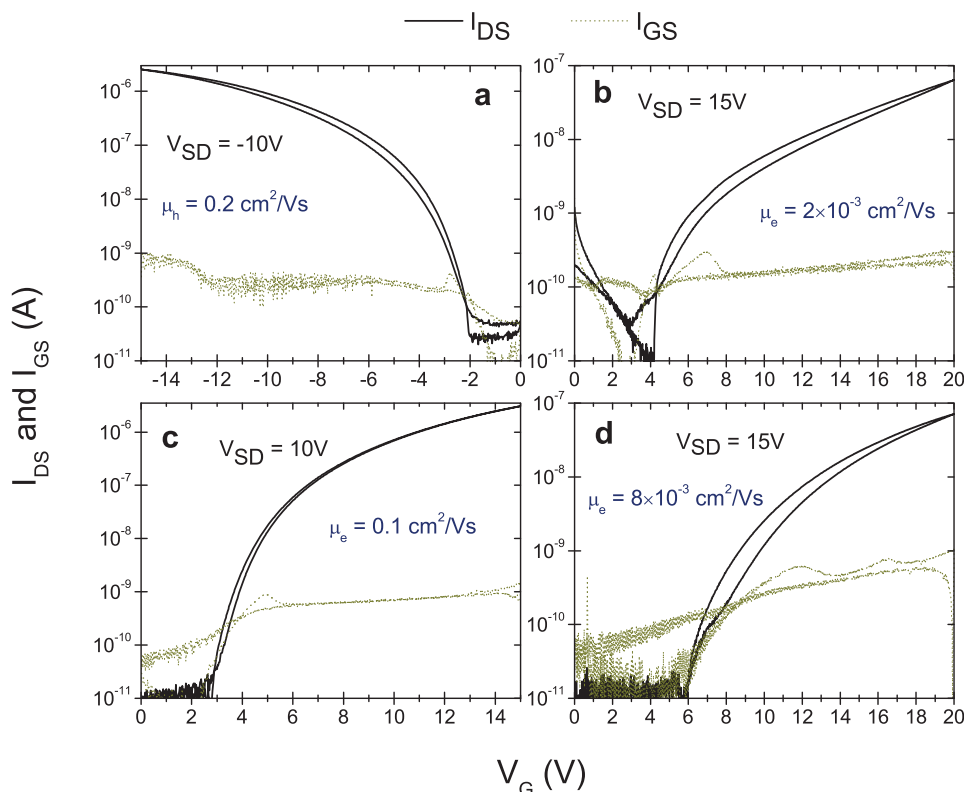 I_DS I_GS
a
V_SD = -10V
μ_h = 0.2 cm²/Vs
10⁻⁶
10⁻⁷
10⁻⁸
10⁻⁹
10⁻¹⁰
10⁻¹¹
-14 -12 -10 -8 -6 -4 -2 0
b
V_SD = 15V
μ_e = 2×10⁻³ cm²/Vs
10⁻⁷
10⁻⁸
10⁻⁹
10⁻¹⁰
10⁻¹¹
0 2 4 6 8 10 12 14 16 18 20
I_DS and I_GS (A)
c
V_SD = 10V
μ_e = 0.1 cm²/Vs
10⁻⁶
10⁻⁷
10⁻⁸
10⁻⁹
10⁻¹⁰
10⁻¹¹
0 2 4 6 8 10 12 14
d
V_SD = 15V
μ_e = 8×10⁻³ cm²/Vs
10⁻⁷
10⁻⁸
10⁻⁹
10⁻¹⁰
10⁻¹¹
0 2 4 6 8 10 12 14 16 18 20
V_G (V)